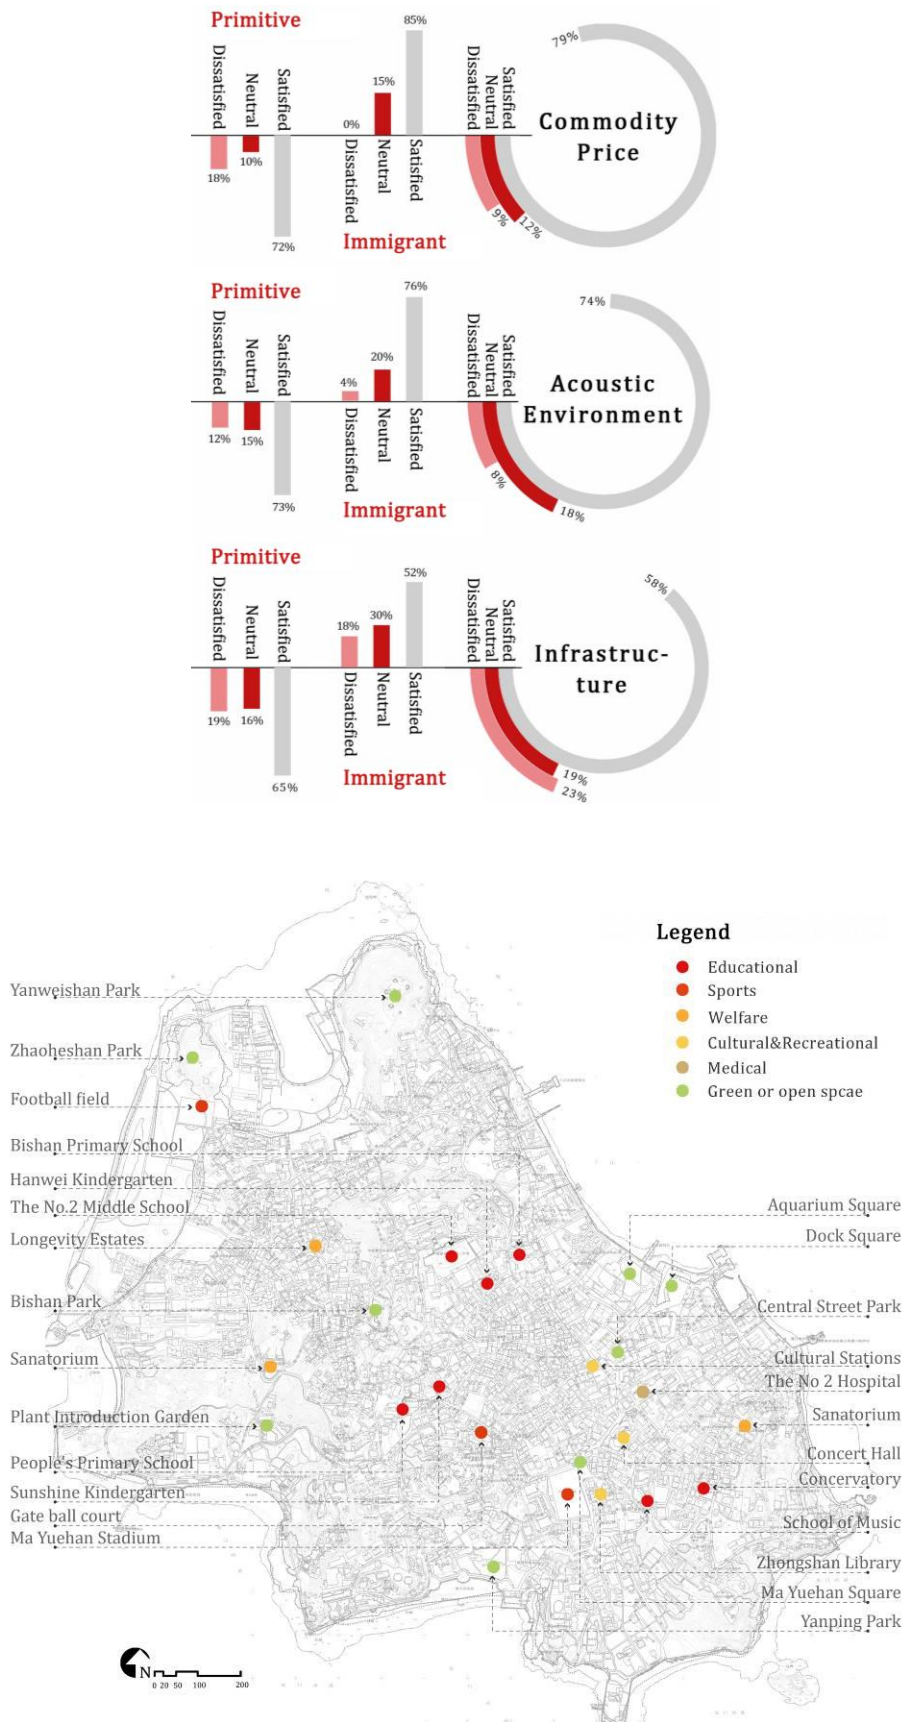 Primitive
Dissatisfied
Neutral
Satisfied
18%
10%
72%
0%
15%
85%
Dissatisfied
Neutral
Satisfied
Immigrant
Dissatisfied
Neutral
Satisfied
79%
9%
12%
Commodity
Price
Primitive
Dissatisfied
Neutral
Satisfied
12%
15%
73%
4%
20%
76%
Dissatisfied
Neutral
Satisfied
Immigrant
Dissatisfied
Neutral
Satisfied
74%
8%
18%
Acoustic
Environment
Primitive
Dissatisfied
Neutral
Satisfied
19%
16%
65%
18%
30%
52%
Dissatisfied
Neutral
Satisfied
Immigrant
Dissatisfied
Neutral
Satisfied
58%
19%
23%
Infrastruc-
ture
Legend
Educational
Sports
Welfare
Cultural&Recreational
Medical
Green or open spcae
Yanweishan Park
Zhaoheshan Park
Football field
Bishan Primary School
Hanwei Kindergarten
The No.2 Middle School
Longevity Estates
Bishan Park
Sanatorium
Plant Introduction Garden
People's Primary School
Sunshine Kindergarten
Gate ball court
Ma Yuehan Stadium
Aquarium Square
Dock Square
Central Street Park
Cultural Stations
The No 2 Hospital
Sanatorium
Concert Hall
Concervatory
School of Music
Zhongshan Library
Ma Yuehan Square
Yanping Park
N
0 20 50 100 200